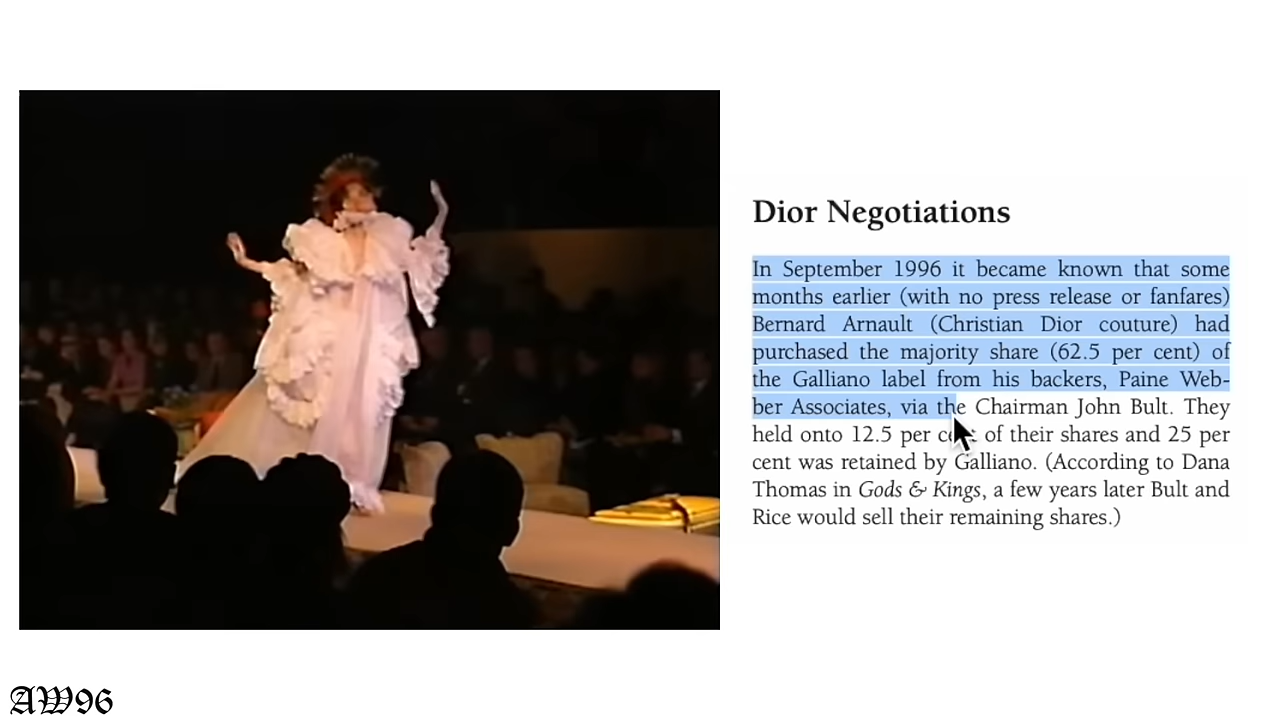 Dior Negotiations
In September 1996 it became known that some
months earlier (with no press release or fanfares)
Bernard Arnault (Christian Dior couture) had
purchased the majority share (62.5 per cent) of
the Galliano label from his backers, Paine Web-
ber Associates, via the Chairman John Bult. They
held onto 12.5 per cent of their shares and 25 per
cent was retained by Galliano. (According to Dana
Thomas in Gods & Kings, a few years later Bult and
Rice would sell their remaining shares.)
AW96